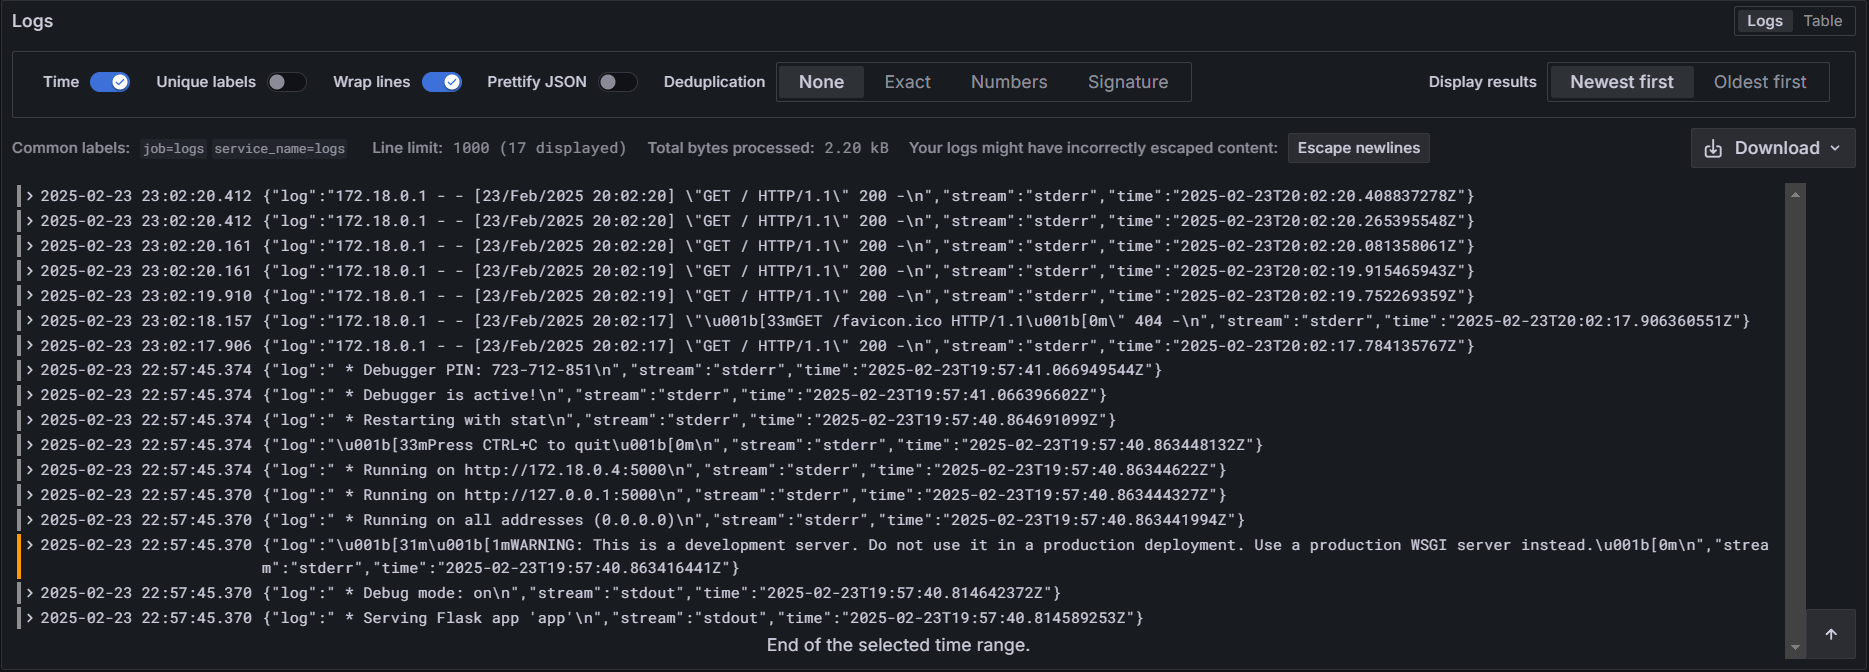 Logs
Logs Table
Time Unique labels Wrap lines Prettify JSON Deduplication None Exact Numbers Signature Display results Newest first Oldest first
Common labels: job=logs service_name=logs Line limit: 1000 (17 displayed) Total bytes processed: 2.20 kB Your logs might have incorrectly escaped content: Escape newlines Download
2025-02-23 23:02:20.412 {"log":"172.18.0.1 - - [23/Feb/2025 20:02:20] \"GET / HTTP/1.1\" 200 -\n","stream":"stderr","time":"2025-02-23T20:02:20.408837278Z"}
2025-02-23 23:02:20.412 {"log":"172.18.0.1 - - [23/Feb/2025 20:02:20] \"GET / HTTP/1.1\" 200 -\n","stream":"stderr","time":"2025-02-23T20:02:20.265395548Z"}
2025-02-23 23:02:20.161 {"log":"172.18.0.1 - - [23/Feb/2025 20:02:20] \"GET / HTTP/1.1\" 200 -\n","stream":"stderr","time":"2025-02-23T20:02:20.081358061Z"}
2025-02-23 23:02:20.161 {"log":"172.18.0.1 - - [23/Feb/2025 20:02:19] \"GET / HTTP/1.1\" 200 -\n","stream":"stderr","time":"2025-02-23T20:02:19.915465943Z"}
2025-02-23 23:02:19.910 {"log":"172.18.0.1 - - [23/Feb/2025 20:02:19] \"GET / HTTP/1.1\" 200 -\n","stream":"stderr","time":"2025-02-23T20:02:19.752269359Z"}
2025-02-23 23:02:18.157 {"log":"172.18.0.1 - - [23/Feb/2025 20:02:17] \"\u001b[33mGET /favicon.ico HTTP/1.1\u001b[0m\" 404 -\n","stream":"stderr","time":"2025-02-23T20:02:17.906360551Z"}
2025-02-23 23:02:17.906 {"log":"172.18.0.1 - - [23/Feb/2025 20:02:17] \"GET / HTTP/1.1\" 200 -\n","stream":"stderr","time":"2025-02-23T20:02:17.784135767Z"}
2025-02-23 22:57:45.374 {"log":" * Debugger PIN: 723-712-851\n","stream":"stderr","time":"2025-02-23T19:57:41.066949544Z"}
2025-02-23 22:57:45.374 {"log":" * Debugger is active!\n","stream":"stderr","time":"2025-02-23T19:57:41.066396602Z"}
2025-02-23 22:57:45.374 {"log":" * Restarting with stat\n","stream":"stderr","time":"2025-02-23T19:57:40.864691099Z"}
2025-02-23 22:57:45.374 {"log":"\u001b[33mPress CTRL+C to quit\u001b[0m\n","stream":"stderr","time":"2025-02-23T19:57:40.863448132Z"}
2025-02-23 22:57:45.374 {"log":" * Running on http://172.18.0.4:5000\n","stream":"stderr","time":"2025-02-23T19:57:40.86344622Z"}
2025-02-23 22:57:45.370 {"log":" * Running on http://127.0.0.1:5000\n","stream":"stderr","time":"2025-02-23T19:57:40.863444327Z"}
2025-02-23 22:57:45.370 {"log":" * Running on all addresses (0.0.0.0)\n","stream":"stderr","time":"2025-02-23T19:57:40.863441994Z"}
2025-02-23 22:57:45.370 {"log":"\u001b[31m\u001b[1mWARNING: This is a development server. Do not use it in a production deployment. Use a production WSGI server instead.\u001b[0m\n","strea
m":"stderr","time":"2025-02-23T19:57:40.863416441Z"}
2025-02-23 22:57:45.370 {"log":" * Debug mode: on\n","stream":"stdout","time":"2025-02-23T19:57:40.814642372Z"}
2025-02-23 22:57:45.370 {"log":" * Serving Flask app 'app'\n","stream":"stdout","time":"2025-02-23T19:57:40.814589253Z"}
End of the selected time range.